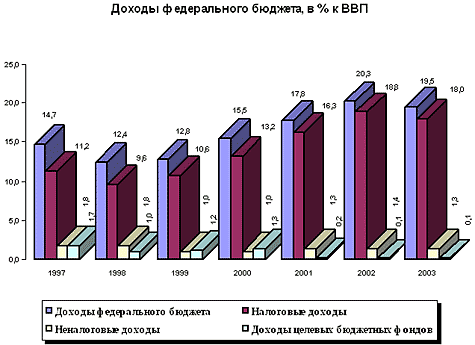 Доходы федерального бюджета, в % к ВВП
25,0
20,0
15,0
10,0
5,0
0,0
14,7 11,2 1,8 1,7
12,4 9,6 1,8 1,0
12,8 10,6 1,0 1,2
15,5 13,2 1,0 1,3
17,8 16,3 1,3 0,2
20,3 18,8 1,4 0,1
19,5 18,0 1,3 0,1
1997 1998 1999 2000 2001 2002 2003
Доходы федерального бюджета Налоговые доходы
Неналоговые доходы Доходы целевых бюджетных фондов